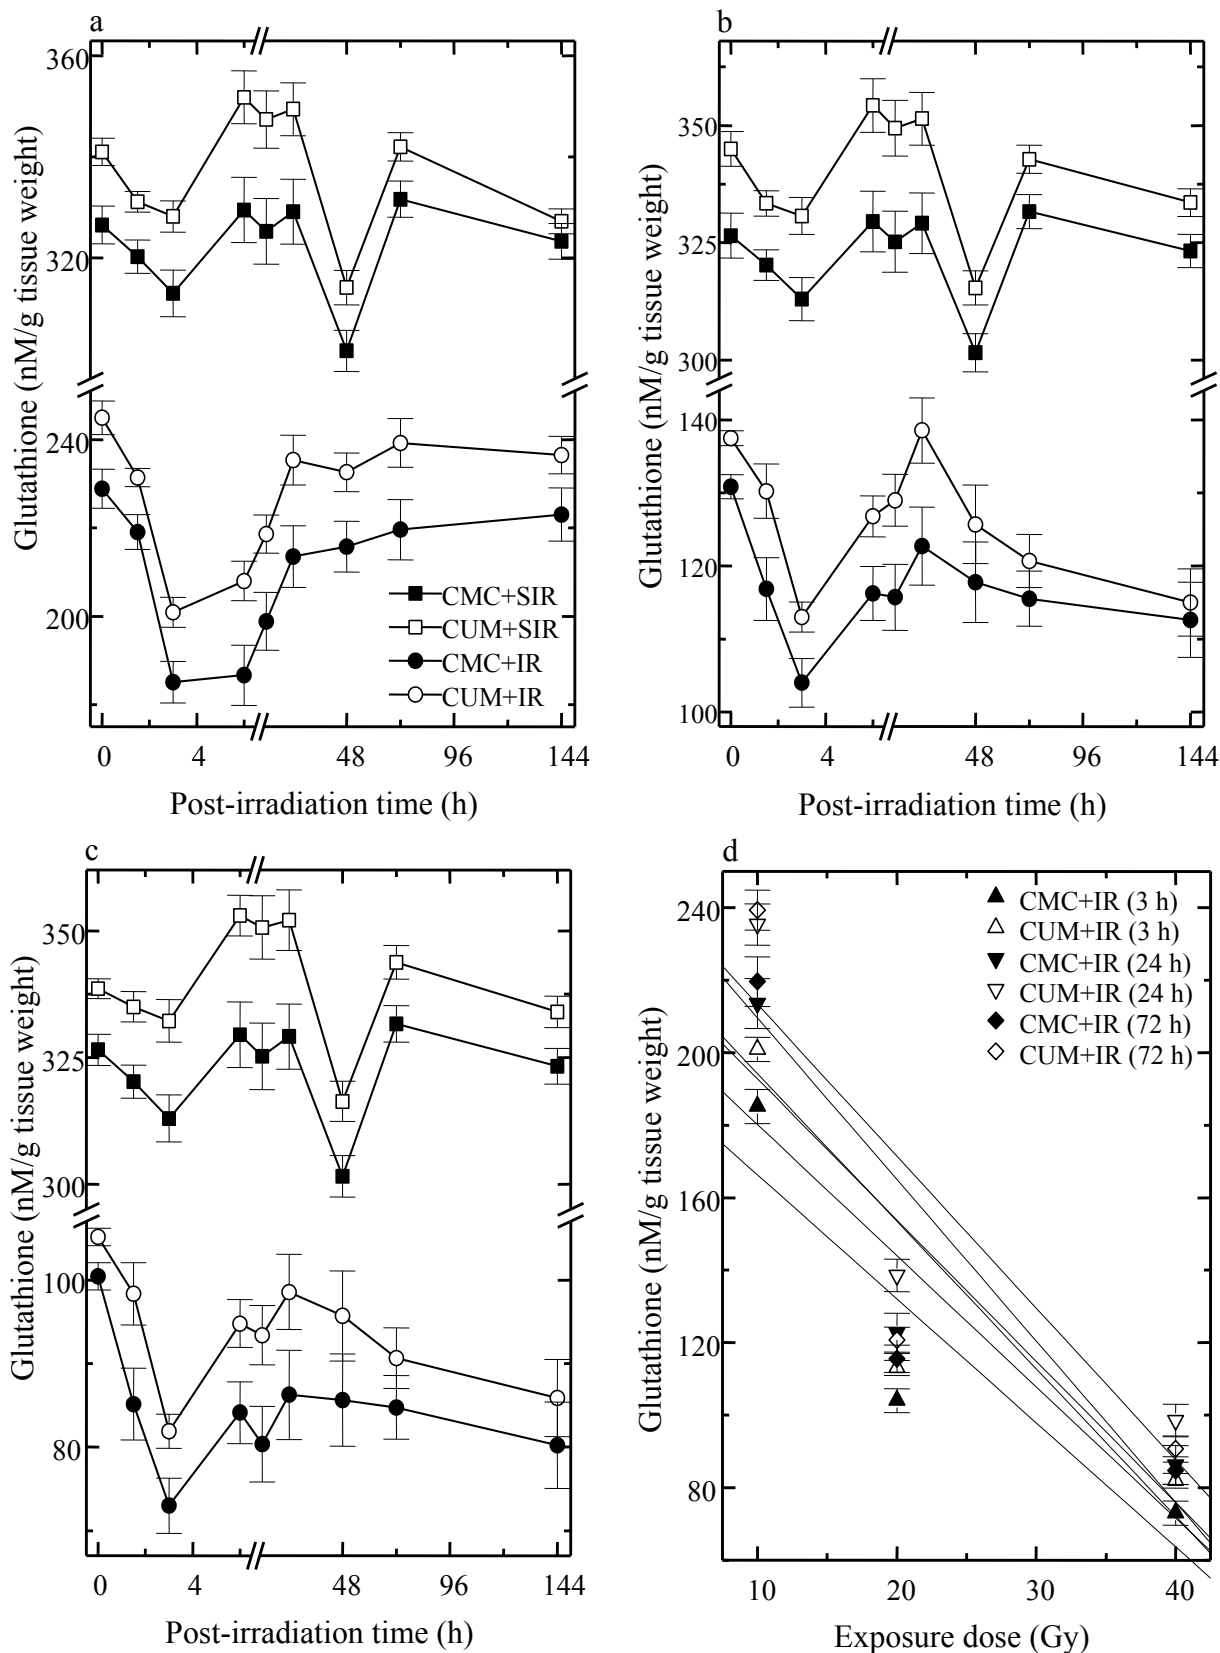 a
360
320
240
200
Glutathione (nM/g tissue weight)
CMC+SIR
CUM+SIR
CMC+IR
CUM+IR
0 4 48 96 144
Post-irradiation time (h)
b
350
325
300
140
120
100
Glutathione (nM/g tissue weight)
0 4 48 96 144
Post-irradiation time (h)
c
350
325
300
100
80
Glutathione (nM/g tissue weight)
0 4 48 96 144
Post-irradiation time (h)
d
240
200
160
120
80
Glutathione (nM/g tissue weight)
CMC+IR (3 h)
CUM+IR (3 h)
CMC+IR (24 h)
CUM+IR (24 h)
CMC+IR (72 h)
CUM+IR (72 h)
10 20 30 40
Exposure dose (Gy)